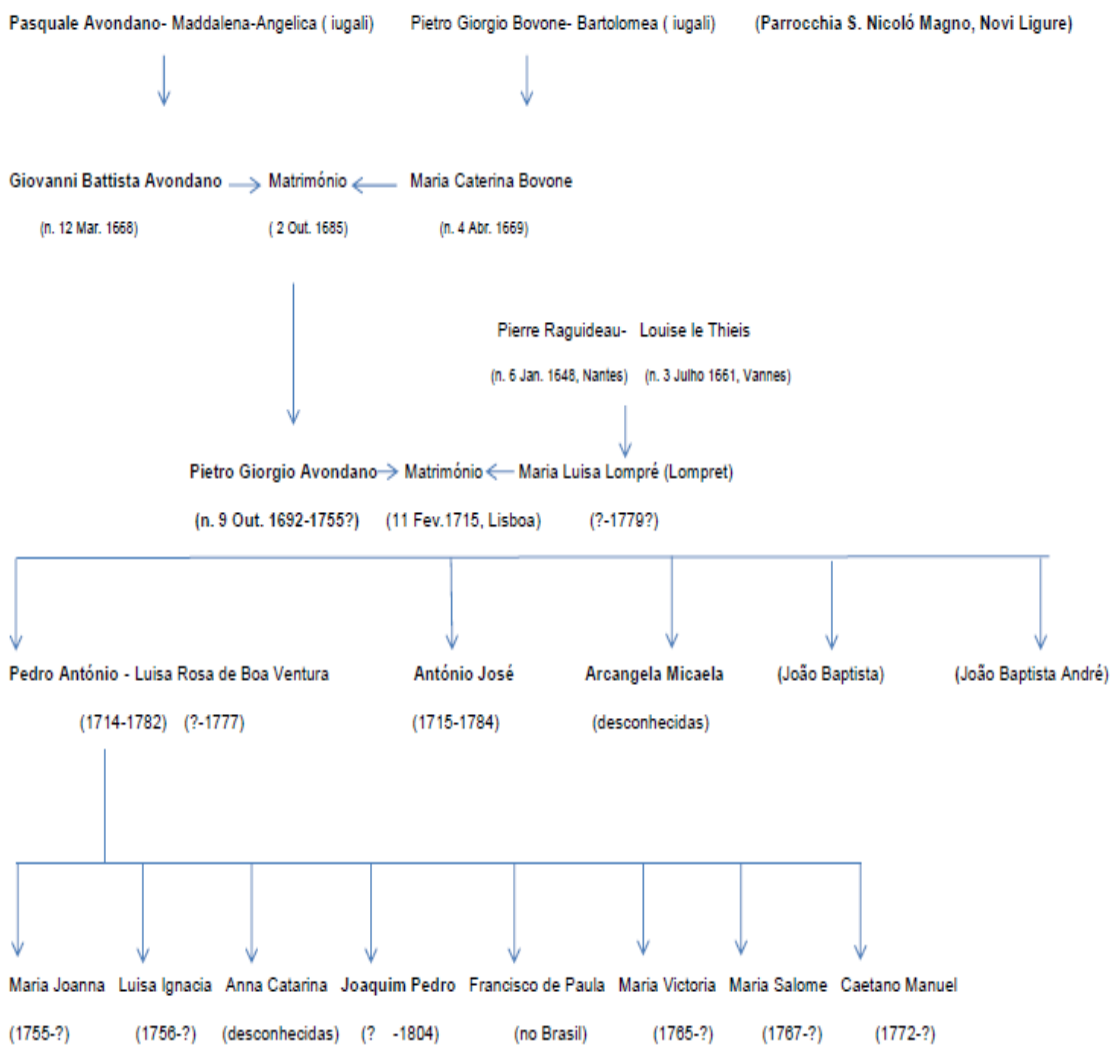 Pasquale Avondano- Maddalena-Angelica ( iugali) Pietro Giorgio Bovone- Bartolomea ( iugali) (Parrocchia S. Nicoló Magno, Novi Ligure)
Giovanni Battista Avondano Matrimónio Maria Caterina Bovone
(n. 12 Mar. 1668) ( 2 Out. 1685) (n. 4 Abr. 1669)
Pierre Raguideau- Louise le Thieis
(n. 6 Jan. 1648, Nantes) (n. 3 Julho 1661, Vannes)
Pietro Giorgio Avondano Matrimónio Maria Luisa Lompré (Lompret)
(n. 9 Out. 1692-1755?) (11 Fev.1715, Lisboa) (?-1779?)
Pedro António - Luisa Rosa de Boa Ventura António José Arcangela Micaela (João Baptista) (João Baptista André)
(1714-1782) (?-1777) (1715-1784) (desconhecidas)
Maria Joanna Luisa Ignacia Anna Catarina Joaquim Pedro Francisco de Paula Maria Victoria Maria Salome Caetano Manuel
(1755-?) (1756-?) (desconhecidas) (? -1804) (no Brasil) (1765-?) (1767-?) (1772-?)